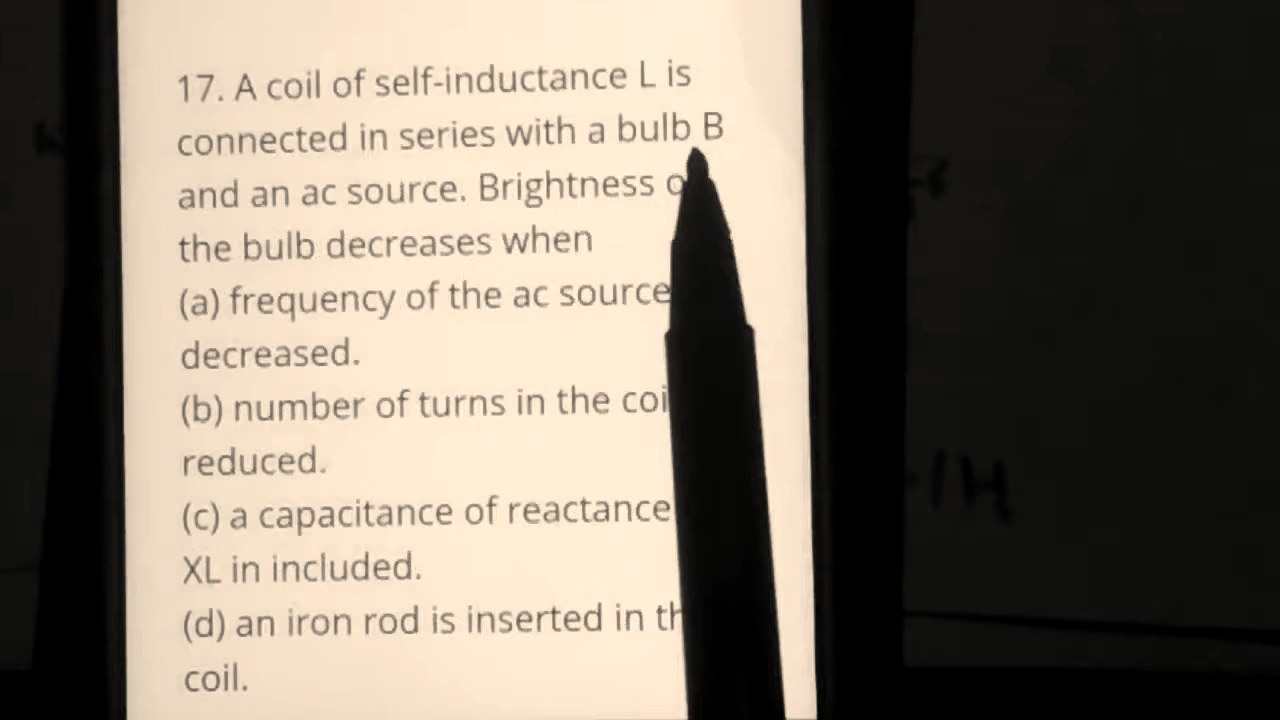 17. A coil of self-inductance L is
connected in series with a bulb B
and an ac source. Brightness
the bulb decreases when
(a) frequency of the ac source
decreased.
(b) number of turns in the
reduced.
(c) a capacitance of reactance
XL in included.
(d) an iron rod is inserted in
coil.